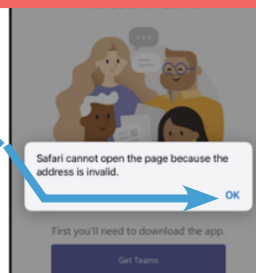 Safari cannot open the page because the
address is invalid.
OK
First you'll need to download the app.
Get Teams